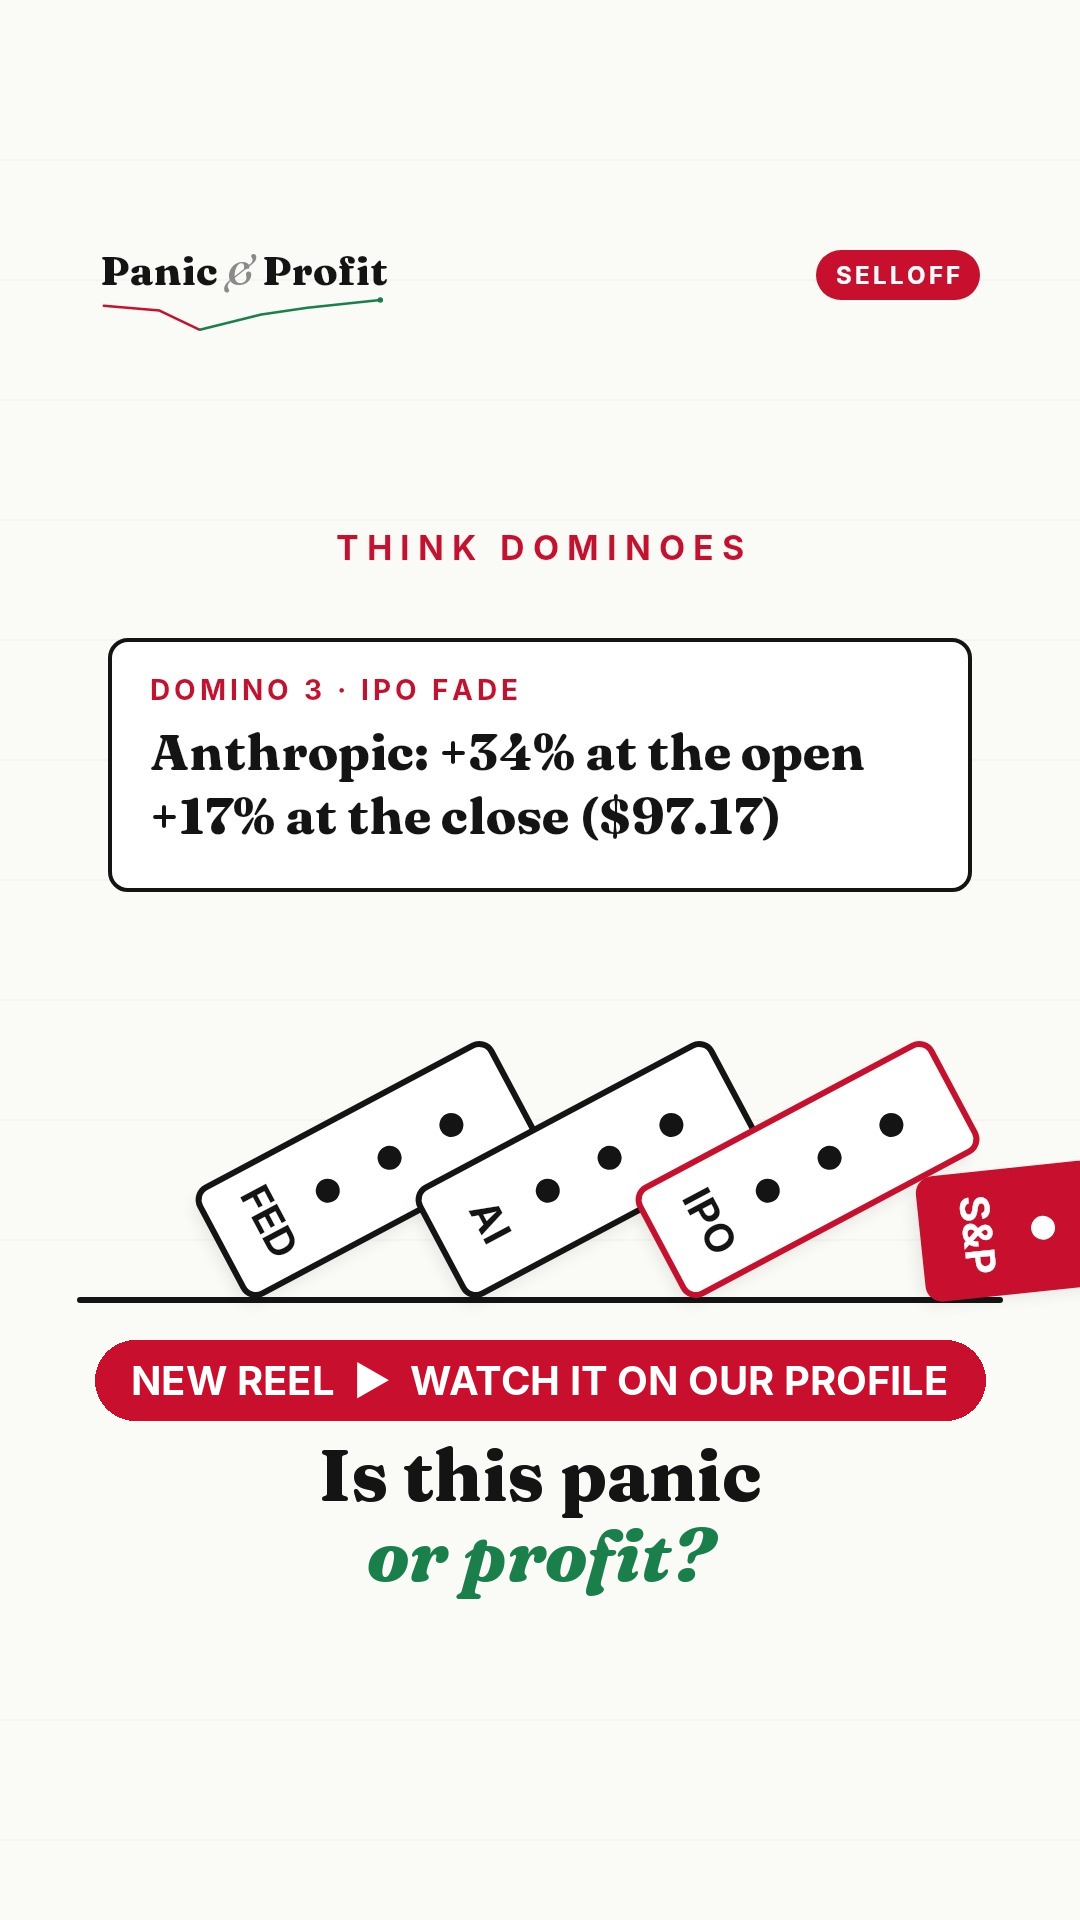 Panic & Profit
SELLOFF
THINK DOMINOES
DOMINO 3 · IPO FADE
Anthropic: +34% at the open
+17% at the close ($97.17)
FED
AI
IPO
S&P
NEW REEL ▶ WATCH IT ON OUR PROFILE
Is this panic
or profit?